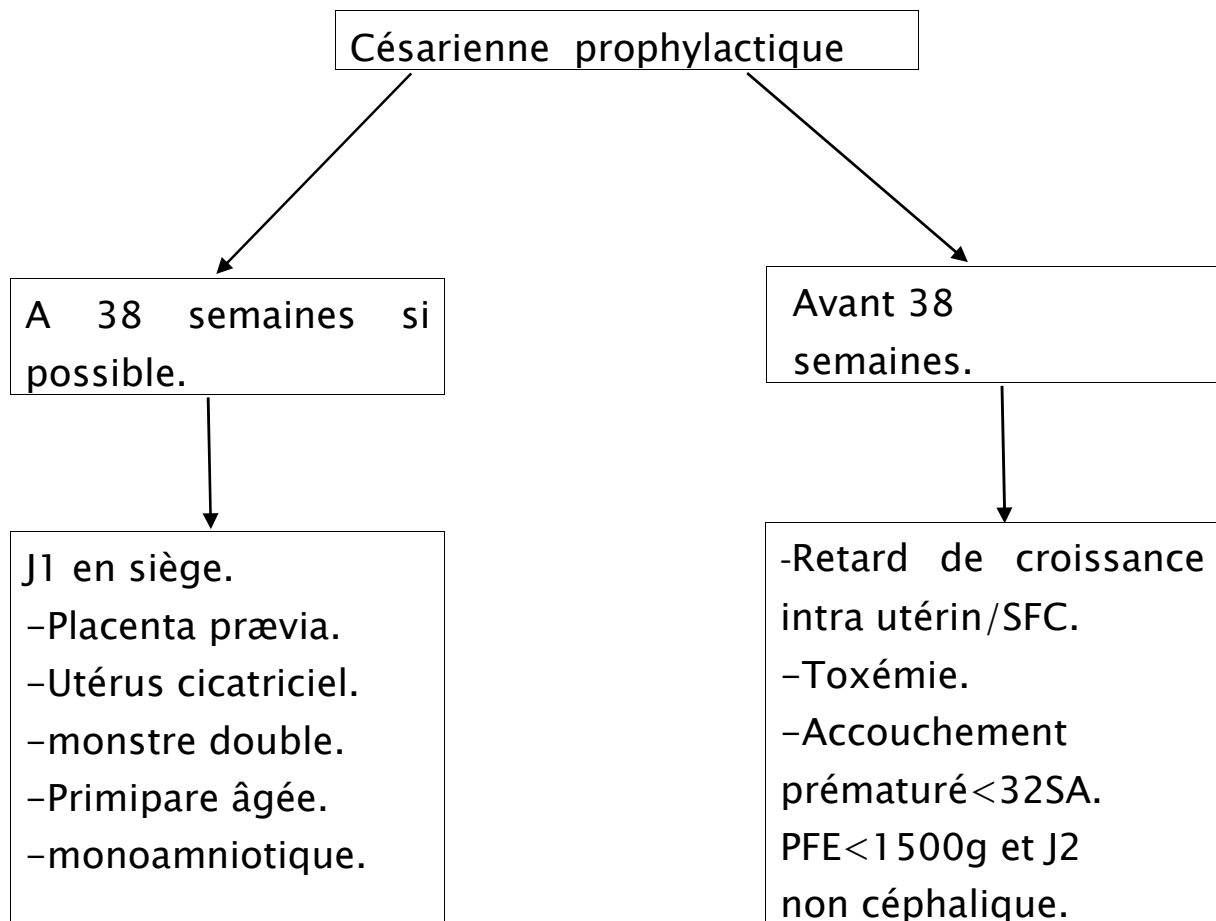 Césarienne prophylactique
A 38 semaines si
possible.
Avant 38
semaines.
J1 en siège.
-Placenta prævia.
-Utérus cicatriciel.
-monstre double.
-Primipare âgée.
-monoamniotique.
-Retard de croissance
intra utérin/SFC.
-Toxémie.
-Accouchement
prématuré<32SA.
PFE<1500g et J2
non céphalique.